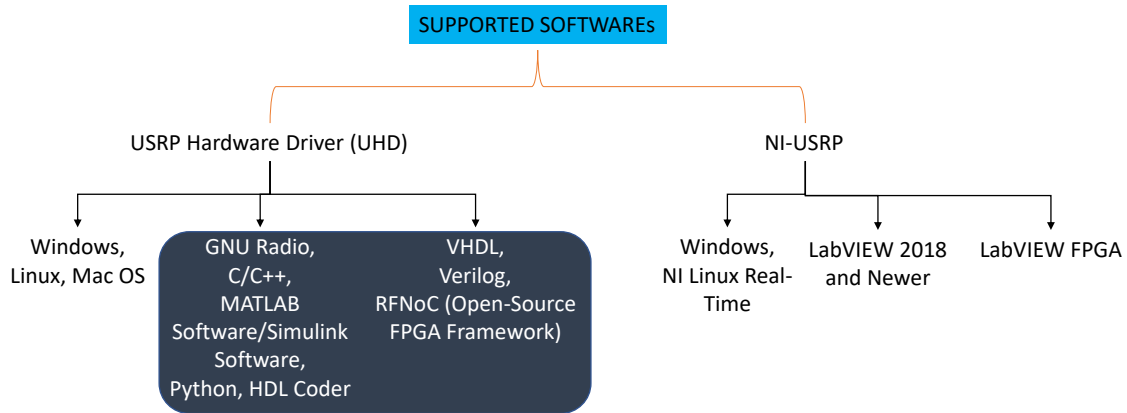 SUPPORTED SOFTWAREs
USRP Hardware Driver (UHD)
NI-USRP
Windows,
Linux, Mac OS
GNU Radio,
C/C++,
MATLAB
Software/Simulink
Software,
Python, HDL Coder
VHDL,
Verilog,
RFNoC (Open-Source
FPGA Framework)
Windows,
NI Linux Real-
Time
LabVIEW 2018
and Newer
LabVIEW FPGA